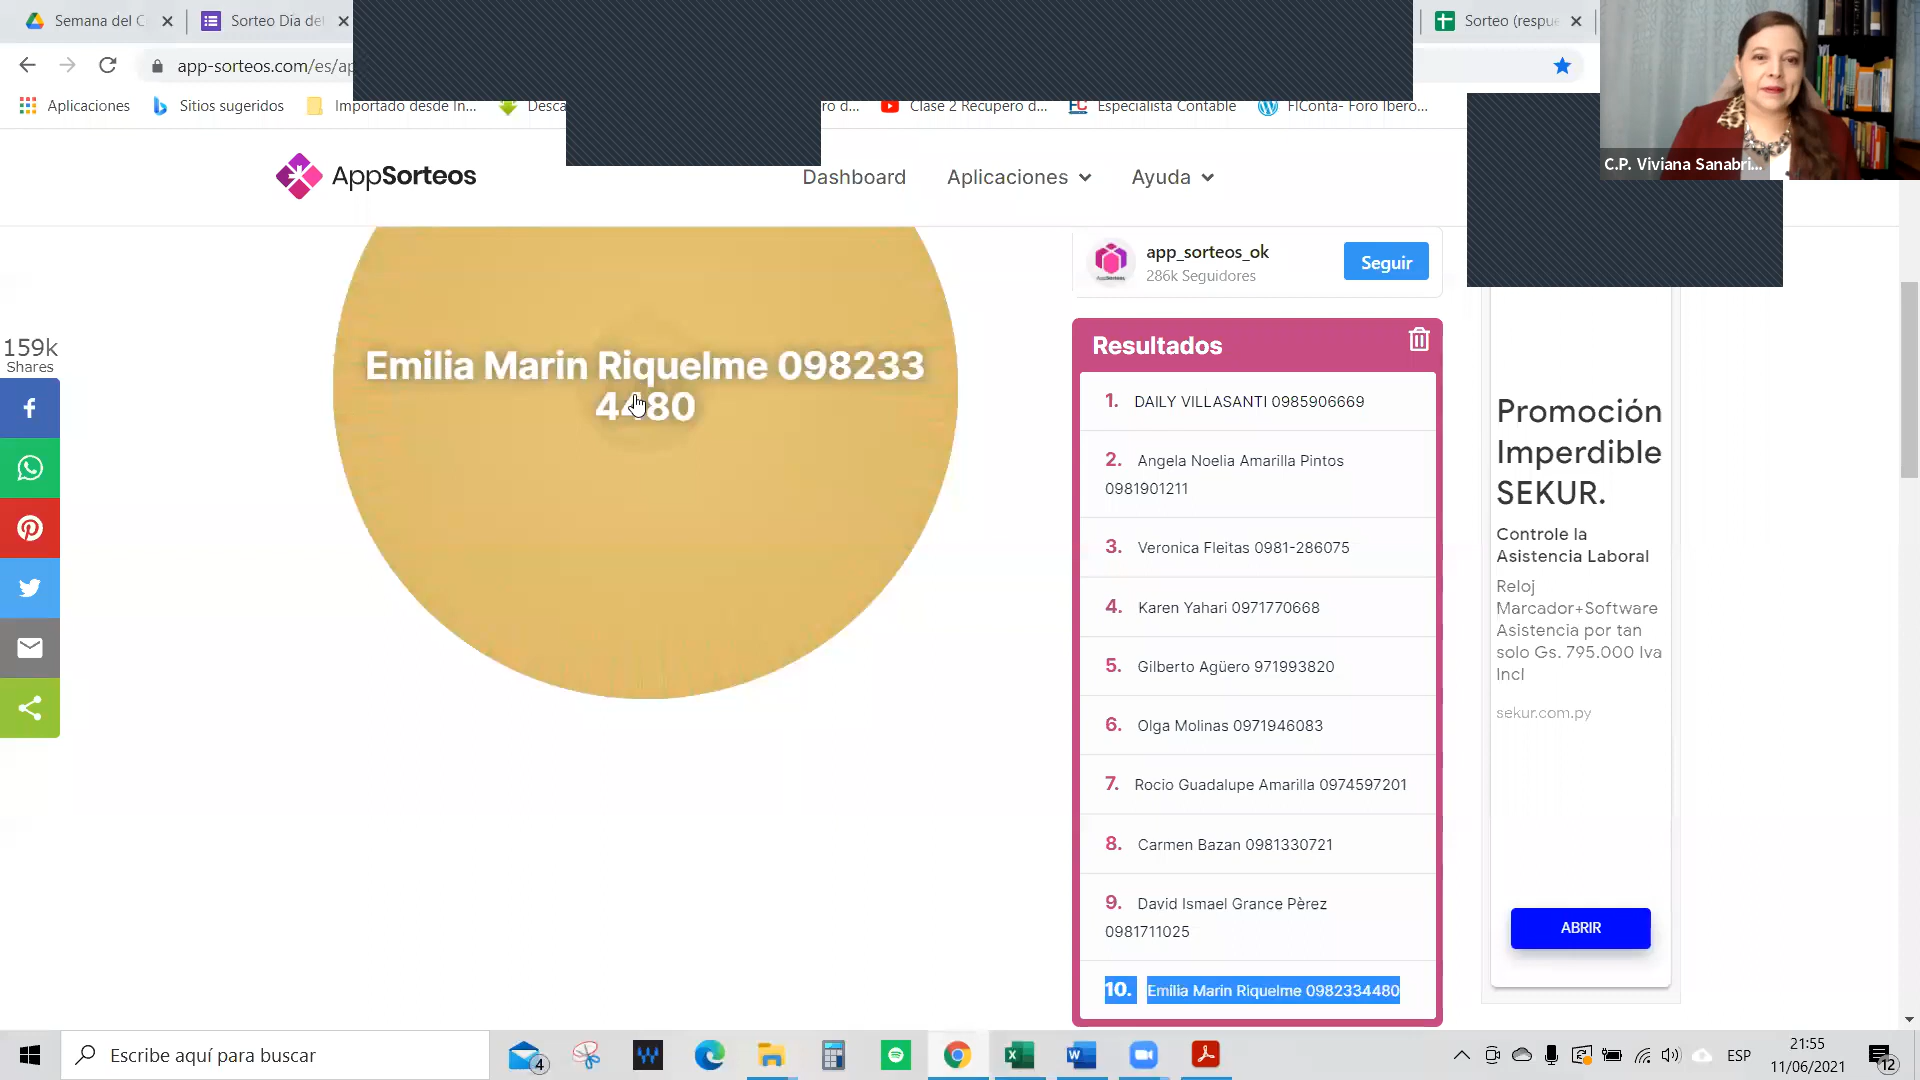 Semana del C
Sorteo Dia del
Sorteo (respue
app-sorteos.com/es/ap
Aplicaciones
Sitios sugeridos
Importado desde In...
Desca
ro d...
Clase 2 Recupero d...
Especialista Contable
FIConta- Foro Ibero...
C.P. Viviana Sanabri...
AppSorteos
Dashboard
Aplicaciones
Ayuda
app_sorteos_ok
286k Seguidores
Seguir
159k
Shares
Emilia Marin Riquelme 098233
4480
Resultados
1. DAILY VILLASANTI 0985906669
2. Angela Noelia Amarilla Pintos
0981901211
3. Veronica Fleitas 0981-286075
4. Karen Yahari 0971770668
5. Gilberto Agüero 971993820
6. Olga Molinas 0971946083
7. Rocio Guadalupe Amarilla 0974597201
8. Carmen Bazan 0981330721
9. David Ismael Grance Pèrez
0981711025
10. Emilia Marin Riquelme 0982334480
Promoción
Imperdible
SEKUR.
Controle la
Asistencia Laboral
Reloj
Marcador+Software
Asistencia por tan
solo Gs. 795.000 Iva
Incl
sekur.com.py
ABRIR
Escribe aquí para buscar
4
ESP
21:55
11/06/2021
12